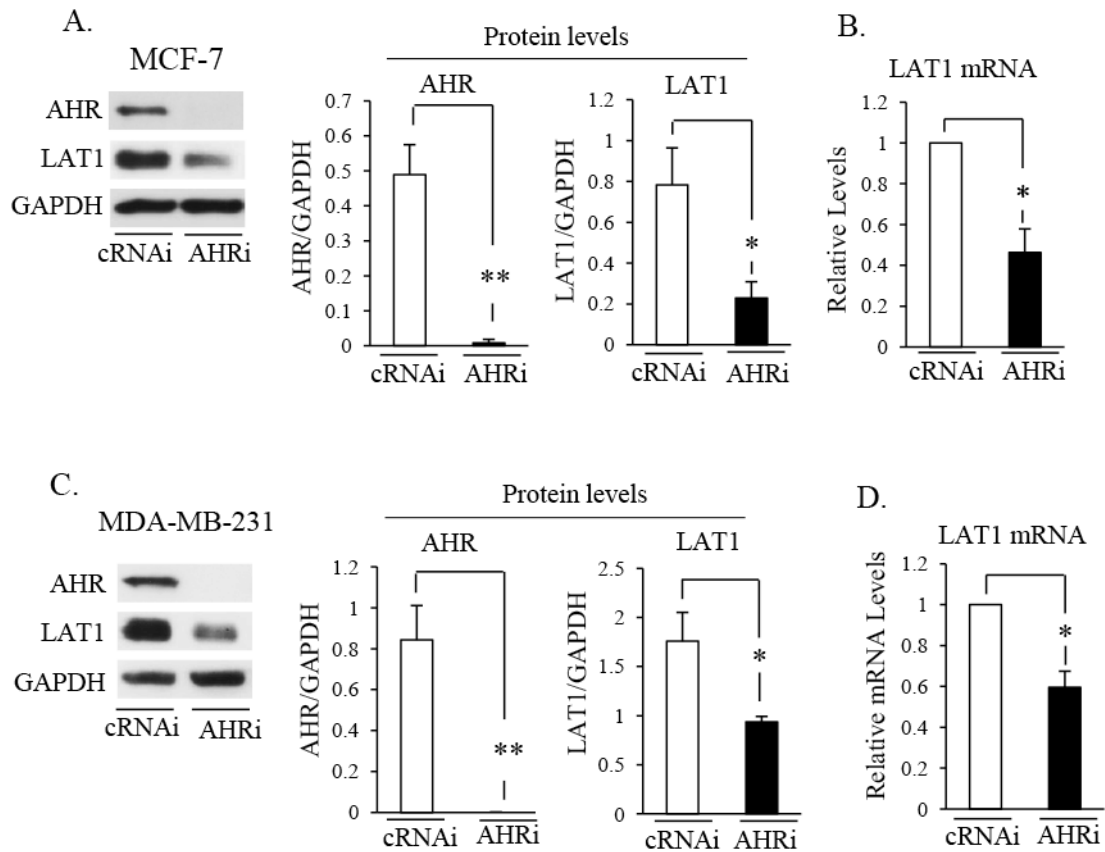 A.
MCF-7
AHR
LAT1
GAPDH
cRNAi AHRi
Protein levels
AHR
AHR/GAPDH
0.7
0.6
0.5
0.4
0.3
0.2
0.1
0
**
cRNAi AHRi
LAT1
LAT1/GAPDH
1.2
1
0.8
0.6
0.4
0.2
0
*
cRNAi AHRi
B.
LAT1 mRNA
Relative Levels
1.2
1
0.8
0.6
0.4
0.2
0
*
cRNAi AHRi
C.
MDA-MB-231
AHR
LAT1
GAPDH
cRNAi AHRi
Protein levels
AHR
AHR/GAPDH
1.2
1
0.8
0.6
0.4
0.2
0
**
cRNAi AHRi
LAT1
LAT1/GAPDH
2.5
2
1.5
1
0.5
0
*
cRNAi AHRi
D.
LAT1 mRNA
Relative mRNA Levels
1.2
1
0.8
0.6
0.4
0.2
0
*
cRNAi AHRi